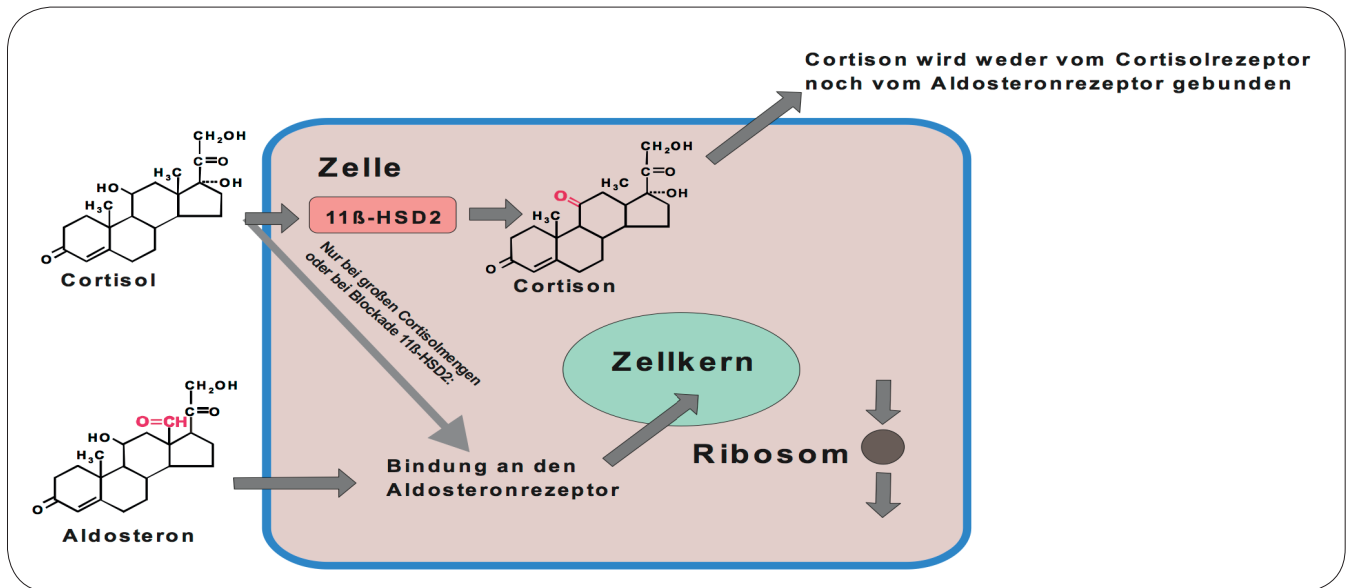 Cortison wird weder vom Cortisolrezeptor
noch vom Aldosteronrezeptor gebunden
CH₂OH
C=O
H₃C
OH
HO
H₃C
O
Cortisol
Zelle
11ß-HSD2
CH₂OH
C=O
H₃C
OH
O
H₃C
O
Cortison
Nur bei großen Cortisolmengen
oder bei Blockade 11ß-HSD2:
Zellkern
CH₂OH
C=O
O=CH
HO
H₃C
O
Aldosteron
Bindung an den
Aldosteronrezeptor
Ribosom